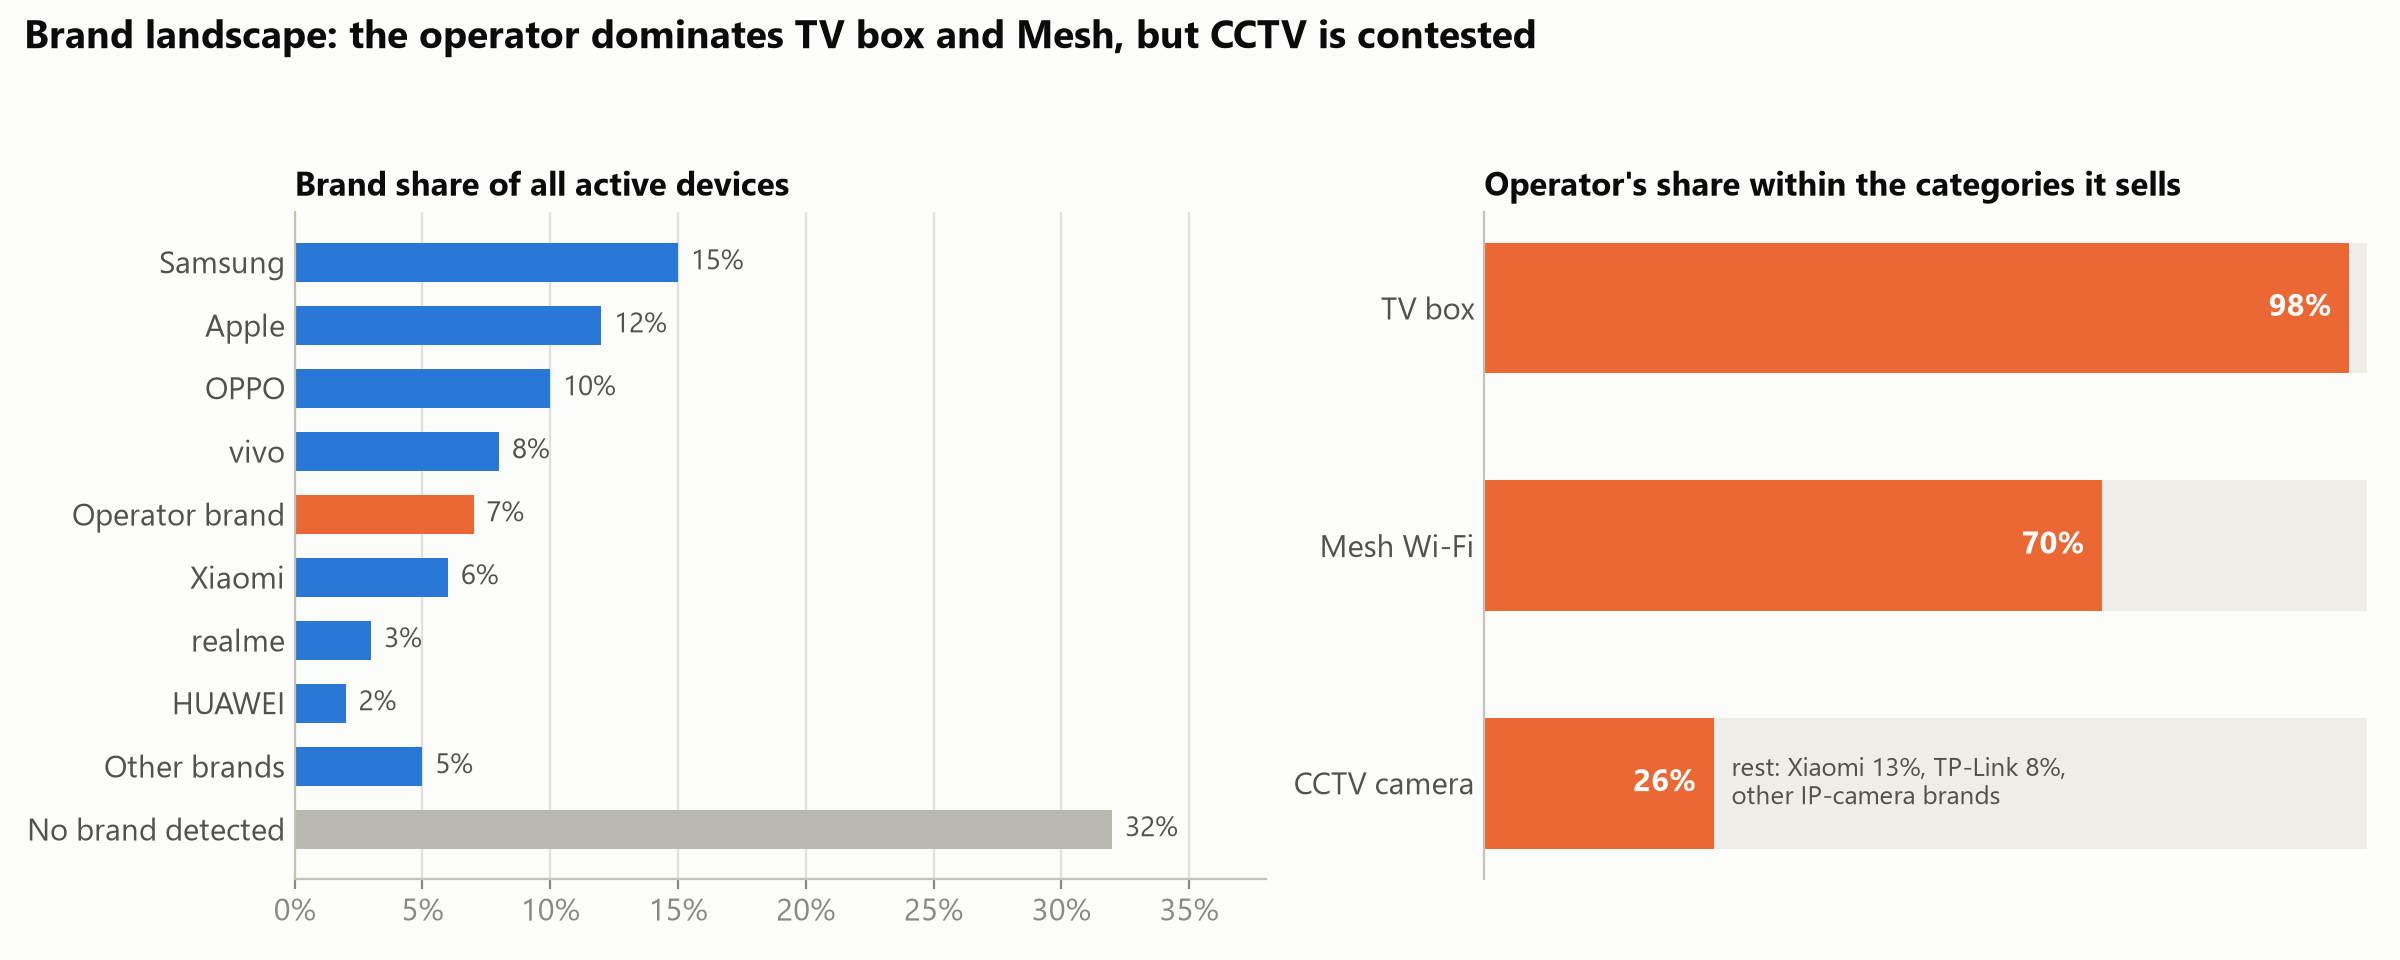 Brand landscape: the operator dominates TV box and Mesh, but CCTV is contested
Brand share of all active devices
Samsung 15%
Apple 12%
OPPO 10%
vivo 8%
Operator brand 7%
Xiaomi 6%
realme 3%
HUAWEI 2%
Other brands 5%
No brand detected 32%
0% 5% 10% 15% 20% 25% 30% 35%
Operator's share within the categories it sells
TV box 98%
Mesh Wi-Fi 70%
CCTV camera 26%
rest: Xiaomi 13%, TP-Link 8%,
other IP-camera brands